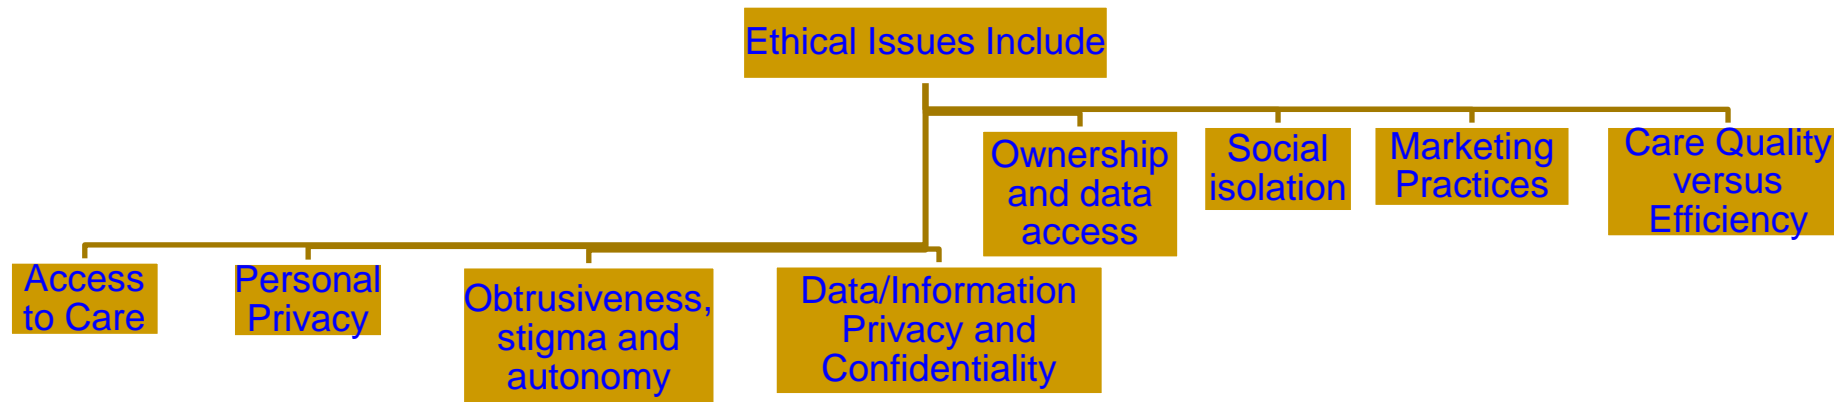 Ethical Issues Include
Ownership
and data
access
Social
isolation
Marketing
Practices
Care Quality
versus
Efficiency
Access
to Care
Personal
Privacy
Obtrusiveness,
stigma and
autonomy
Data/Information
Privacy and
Confidentiality